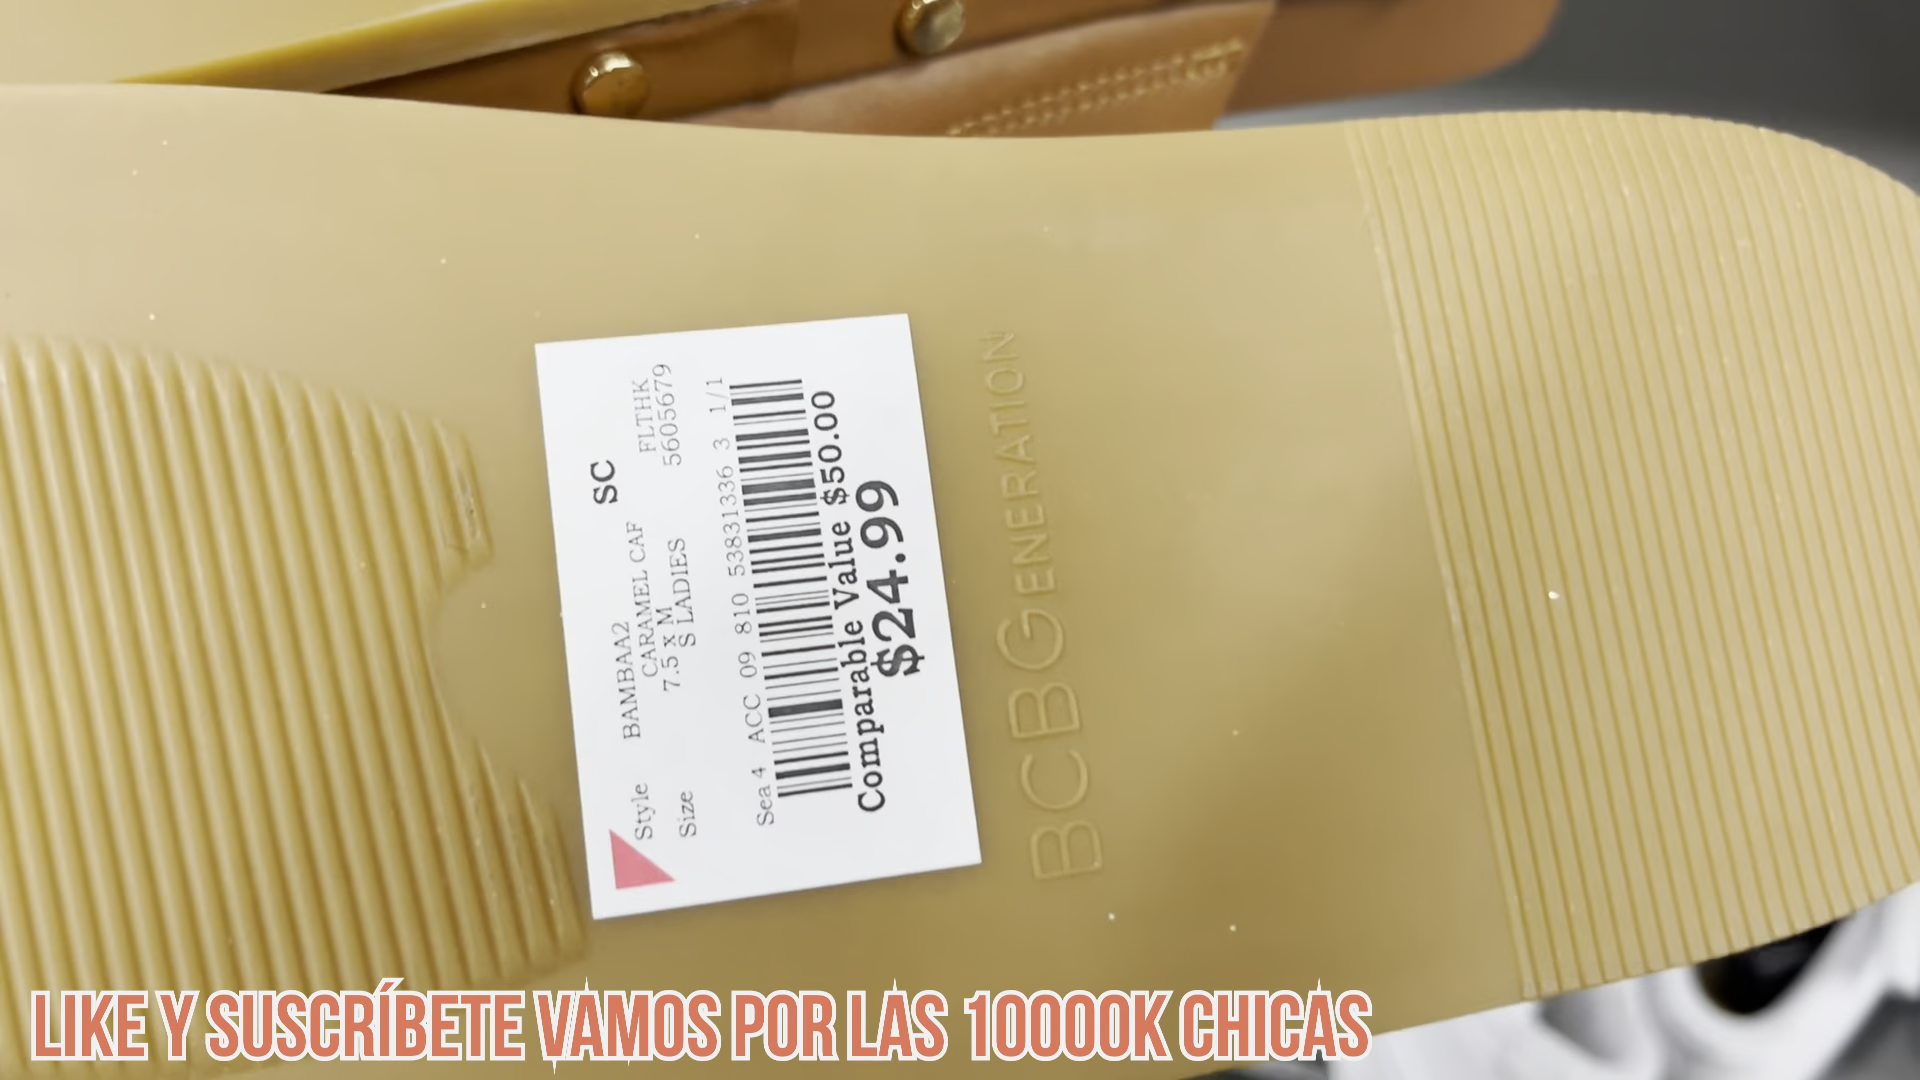 SC
Style BAMBAA2 FLTHK
CARAMEL CAF 5605679
Size 7.5 x M
S LADIES
Sea 4 ACC 09 810 53831336 3 1/1
Comparable Value $50.00
$24.99
BCBGENERATION
LIKE Y SUSCRÍBETE VAMOS POR LAS 10000K CHICAS